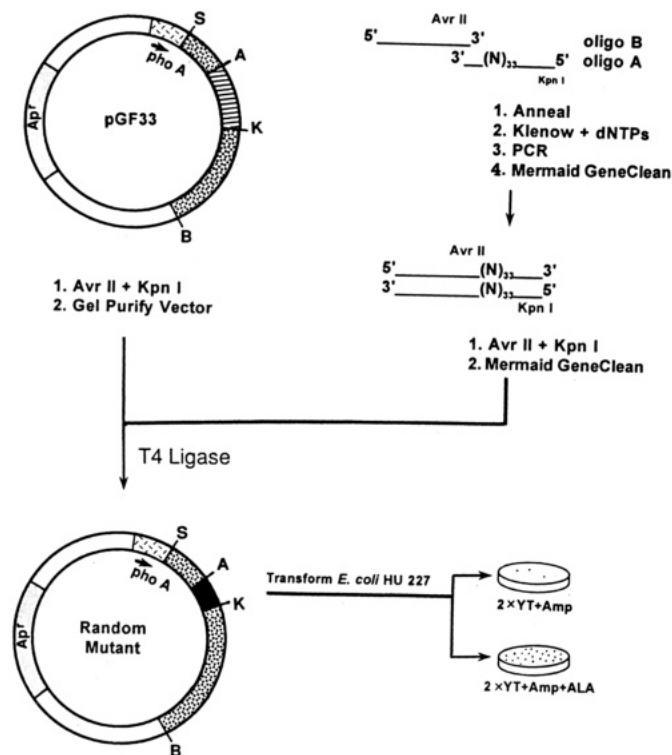 S
A
K
B
pho A
Apʳ
pGF33
Avr II
5' 3' oligo B
3' (N)₃₃ 5' oligo A
Kpn I
1. Anneal
2. Klenow + dNTPs
3. PCR
4. Mermaid GeneClean
Avr II
5' (N)₃₃ 3'
3' (N)₃₃ 5'
Kpn I
1. Avr II + Kpn I
2. Gel Purify Vector
1. Avr II + Kpn I
2. Mermaid GeneClean
T4 Ligase
S
A
K
B
pho A
Apʳ
Random
Mutant
Transform E. coli HU 227
2×YT+Amp
2×YT+Amp+ALA